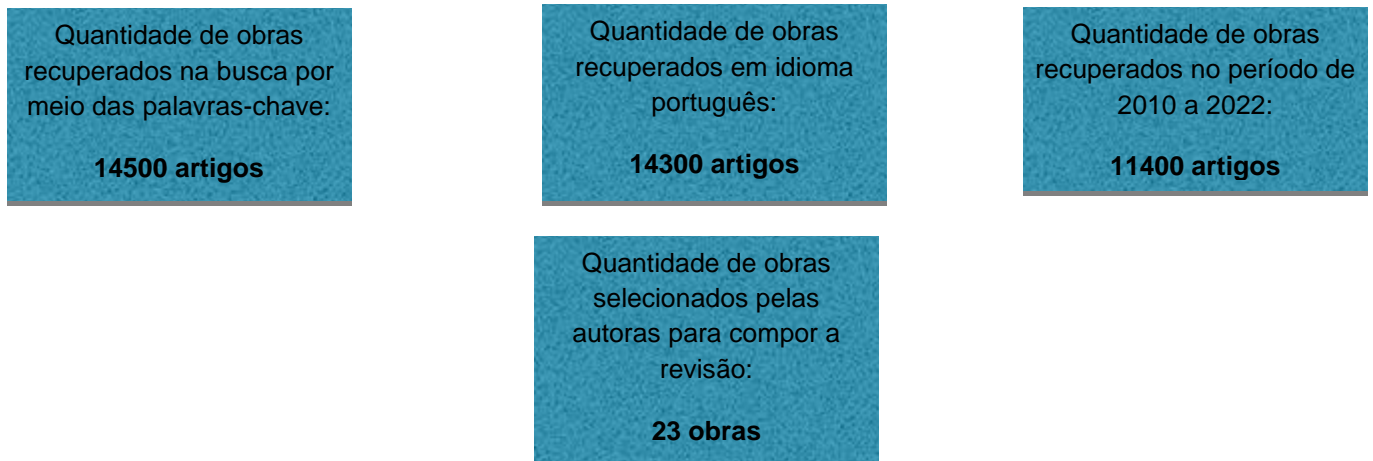 Quantidade de obras
recuperados na busca por
meio das palavras-chave:
14500 artigos
Quantidade de obras
recuperados em idioma
português:
14300 artigos
Quantidade de obras
recuperados no período de
2010 a 2022:
11400 artigos
Quantidade de obras
selecionados pelas
autoras para compor a
revisão:
23 obras